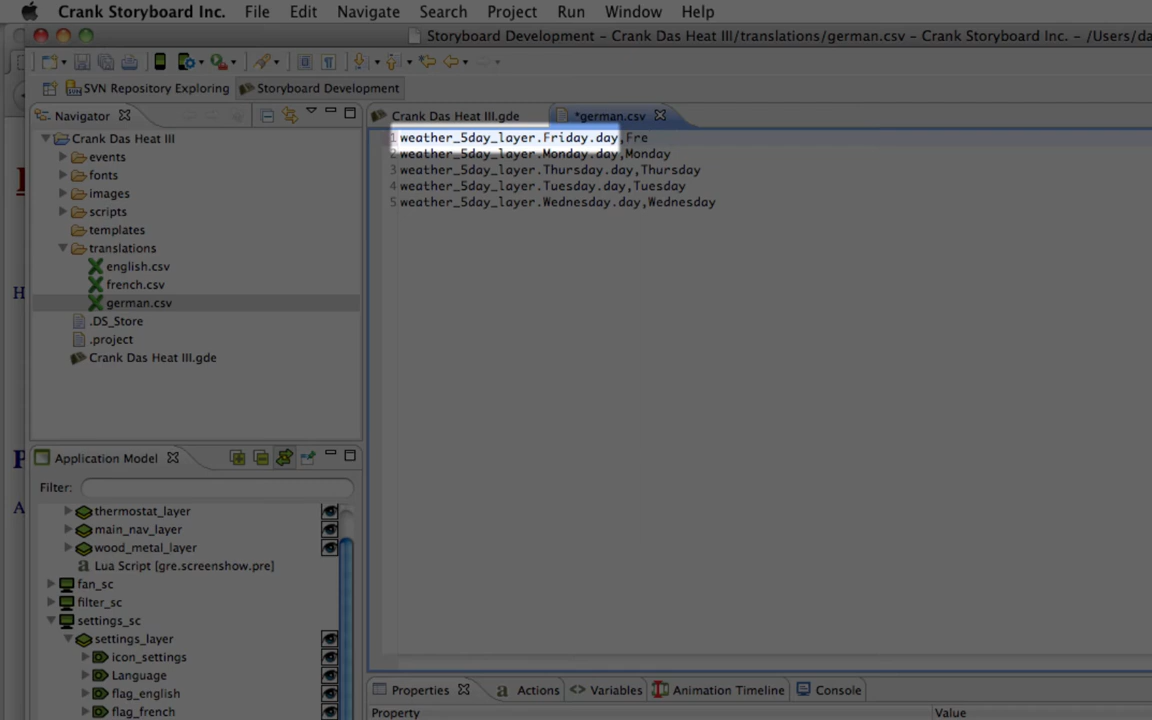 Crank Storyboard Inc. File Edit Navigate Search Project Run Window Help
Storyboard Development – Crank Das Heat III/translations/german.csv – Crank Storyboard Inc. – /Users/da
SVN Repository Exploring Storyboard Development
Navigator
Crank Das Heat III
events
fonts
images
scripts
templates
translations
english.csv
french.csv
german.csv
.DS_Store
.project
Crank Das Heat III.gde
Crank Das Heat III.gde *german.csv
1 weather_5day_layer.Friday.day,Fre
2 weather_5day_layer.Monday.day,Monday
3 weather_5day_layer.Thursday.day,Thursday
4 weather_5day_layer.Tuesday.day,Tuesday
5 weather_5day_layer.Wednesday.day,Wednesday
Application Model
Filter:
thermostat_layer
main_nav_layer
wood_metal_layer
Lua Script [gre.screenshow.pre]
fan_sc
filter_sc
settings_sc
settings_layer
icon_settings
Language
flag_english
flag_french
Properties Actions Variables Animation Timeline Console
Property Value